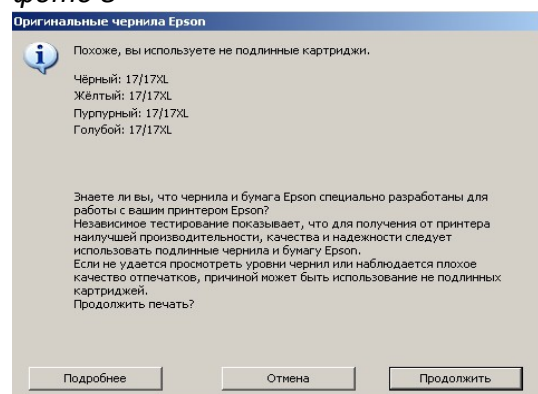 Оригинальные чернила Epson
Похоже, вы используете не подлинные картриджи.
Чёрный: 17/17XL
Жёлтый: 17/17XL
Пурпурный: 17/17XL
Голубой: 17/17XL
Знаете ли вы, что чернила и бумага Epson специально разработаны для
работы с вашим принтером Epson?
Независимое тестирование показывает, что для получения от принтера
наилучшей производительности, качества и надежности следует
использовать подлинные чернила и бумагу Epson.
Если не удается просмотреть уровни чернил или наблюдается плохое
качество отпечатков, причиной может быть использование не подлинных
картриджей.
Продолжить печать?
Подробнее
Отмена
Продолжить